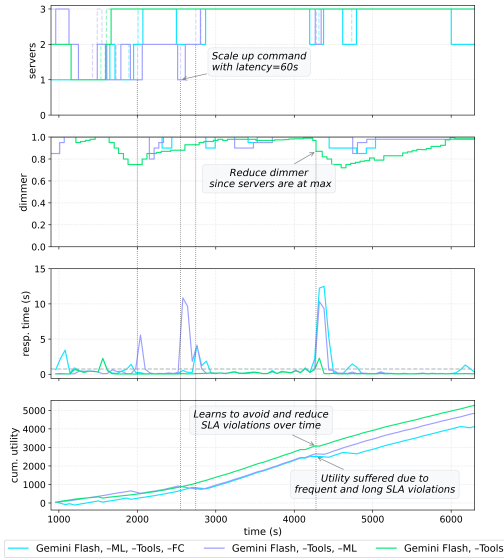 3
2
1
0
servers
Scale up command
with latency=60s
1.0
0.8
0.6
0.4
0.2
0.0
dimmer
Reduce dimmer
since servers are at max
15
10
5
0
resp. time (s)
5000
4000
3000
2000
1000
0
cum. utility
Learns to avoid and reduce
SLA violations over time
Utility suffered due to
frequent and long SLA violations
1000 2000 3000 4000 5000 6000
time (s)
Gemini Flash, –ML, –Tools, –FC Gemini Flash, –Tools, –ML Gemini Flash, –Tools,